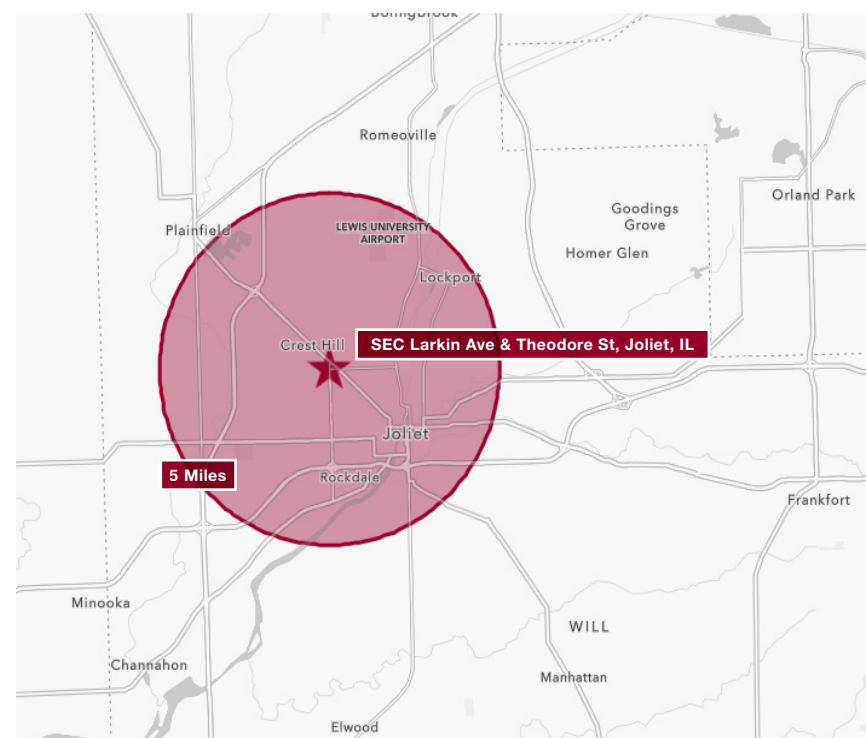 Bolingbrook
Romeoville
Orland Park
Goodings
Grove
Plainfield
LEWIS UNIVERSITY
AIRPORT
Homer Glen
Lockport
Crest Hill
SEC Larkin Ave & Theodore St, Joliet, IL
Joliet
5 Miles
Rockdale
Frankfort
Minooka
WILL
Channahon
Manhattan
Elwood